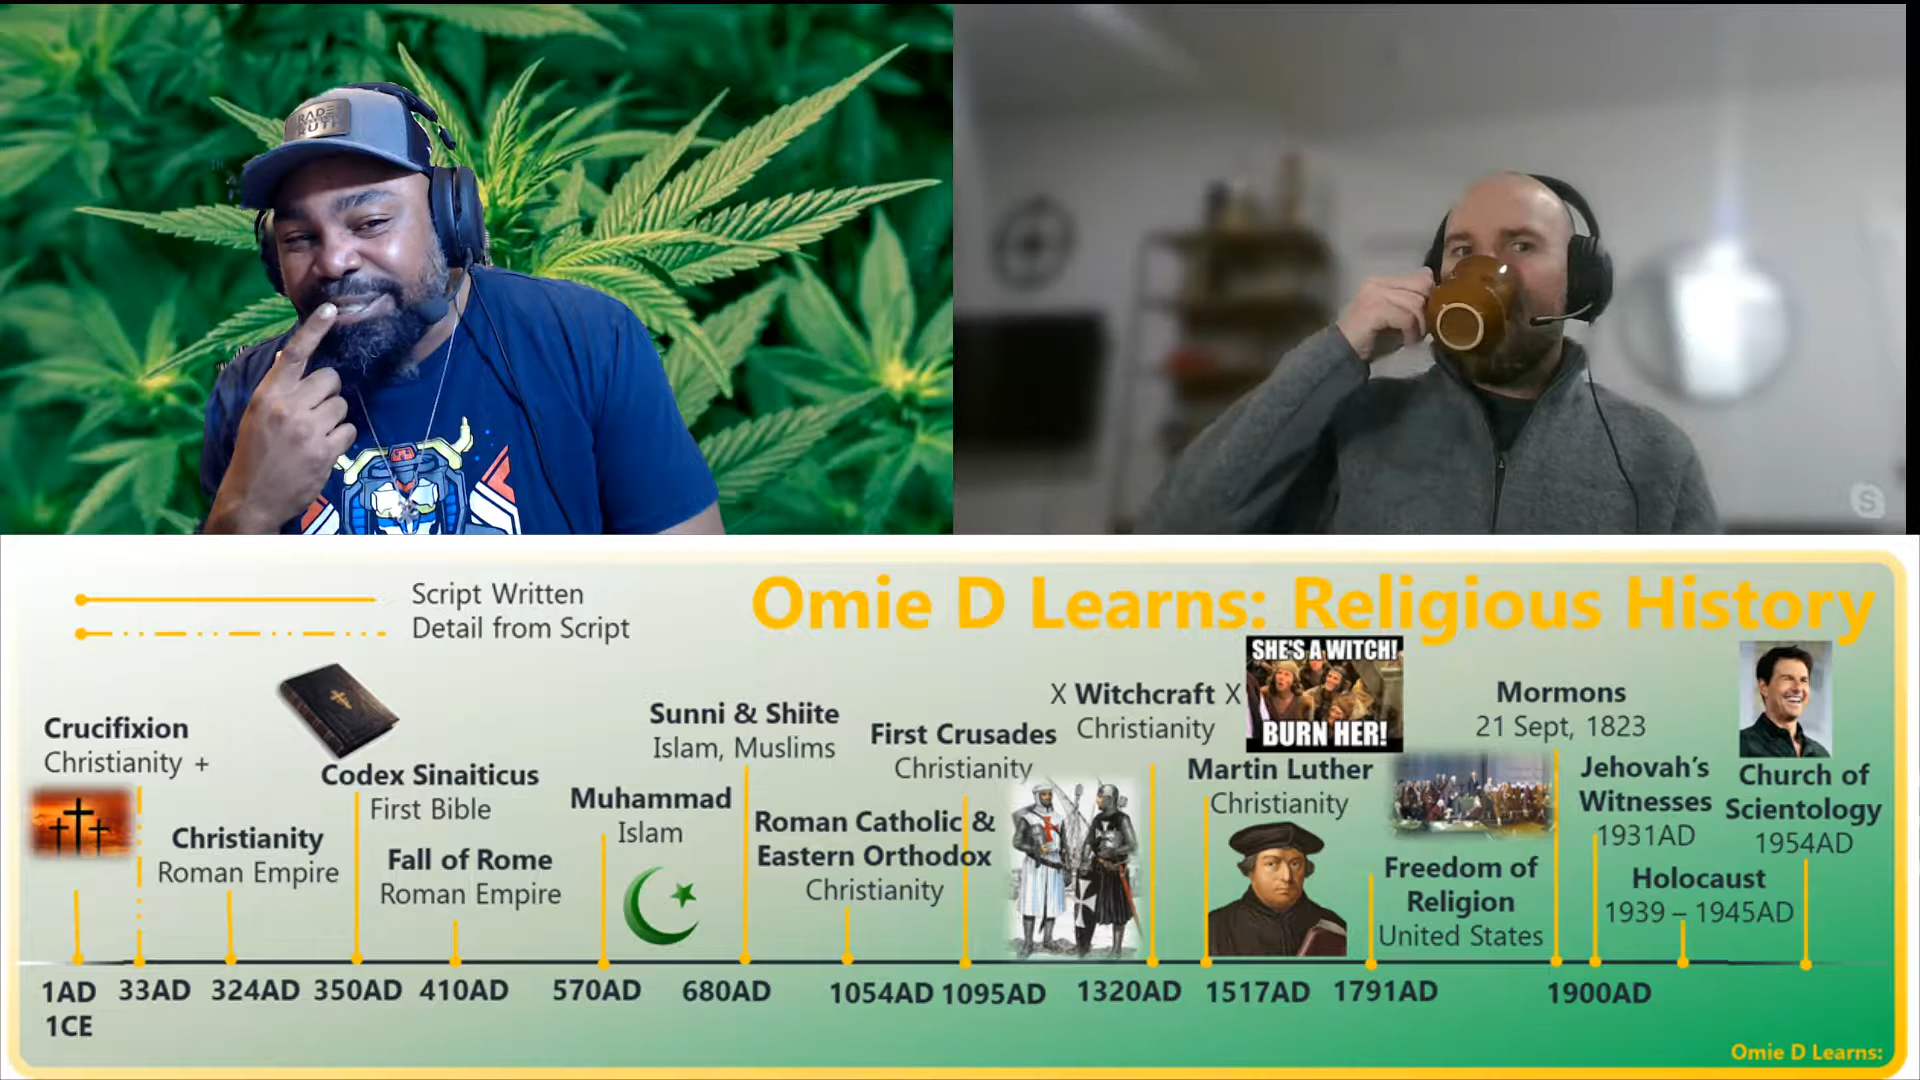 RADE
RUTH
S
Script Written
Detail from Script
Omie D Learns: Religious History
Crucifixion
Christianity +
Christianity
Roman Empire
Codex Sinaiticus
First Bible
Fall of Rome
Roman Empire
Muhammad
Islam
Sunni & Shiite
Islam, Muslims
Roman Catholic &
Eastern Orthodox
Christianity
First Crusades
Christianity
X Witchcraft X
Christianity
SHE'S A WITCH!
BURN HER!
Martin Luther
Christianity
Freedom of
Religion
United States
Mormons
21 Sept, 1823
Jehovah's
Witnesses
1931AD
Holocaust
1939 – 1945AD
Church of
Scientology
1954AD
1AD
1CE
33AD
324AD
350AD
410AD
570AD
680AD
1054AD
1095AD
1320AD
1517AD
1791AD
1900AD
Omie D Learns: